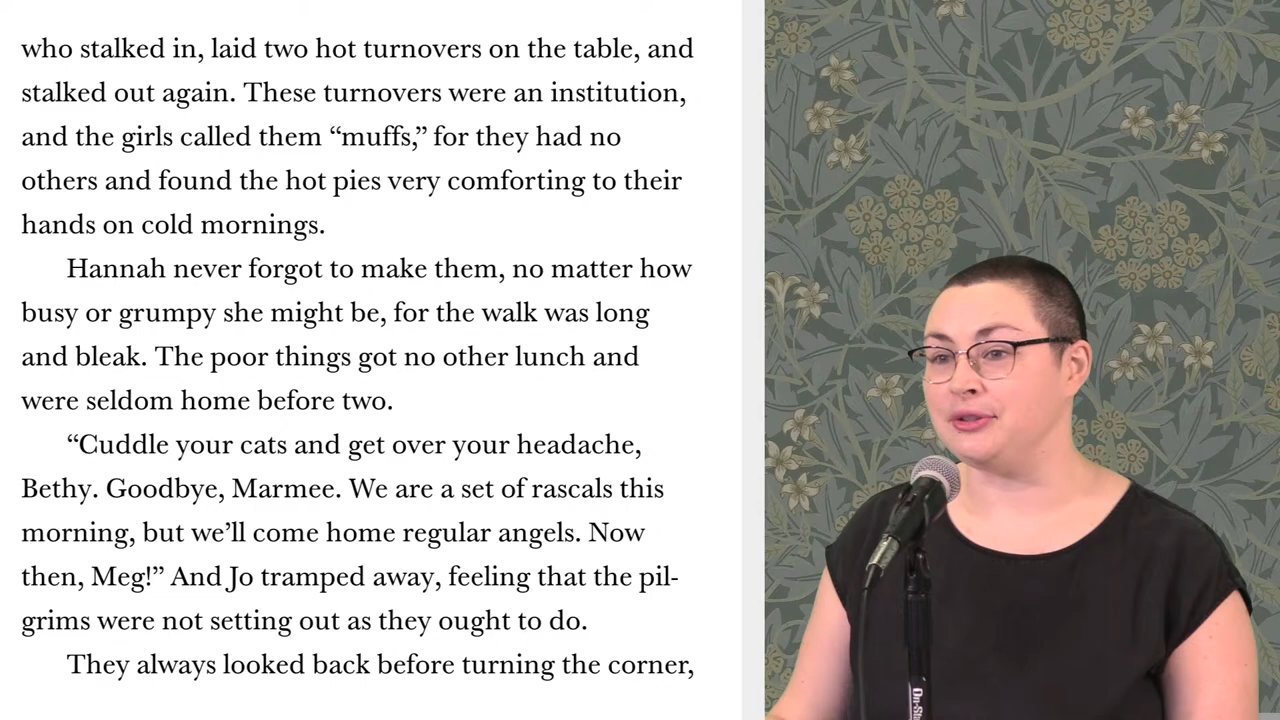 who stalked in, laid two hot turnovers on the table, and
stalked out again. These turnovers were an institution,
and the girls called them “muffs,” for they had no
others and found the hot pies very comforting to their
hands on cold mornings.
Hannah never forgot to make them, no matter how
busy or grumpy she might be, for the walk was long
and bleak. The poor things got no other lunch and
were seldom home before two.
“Cuddle your cats and get over your headache,
Bethy. Goodbye, Marmee. We are a set of rascals this
morning, but we’ll come home regular angels. Now
then, Meg!” And Jo tramped away, feeling that the pil-
grims were not setting out as they ought to do.
They always looked back before turning the corner,